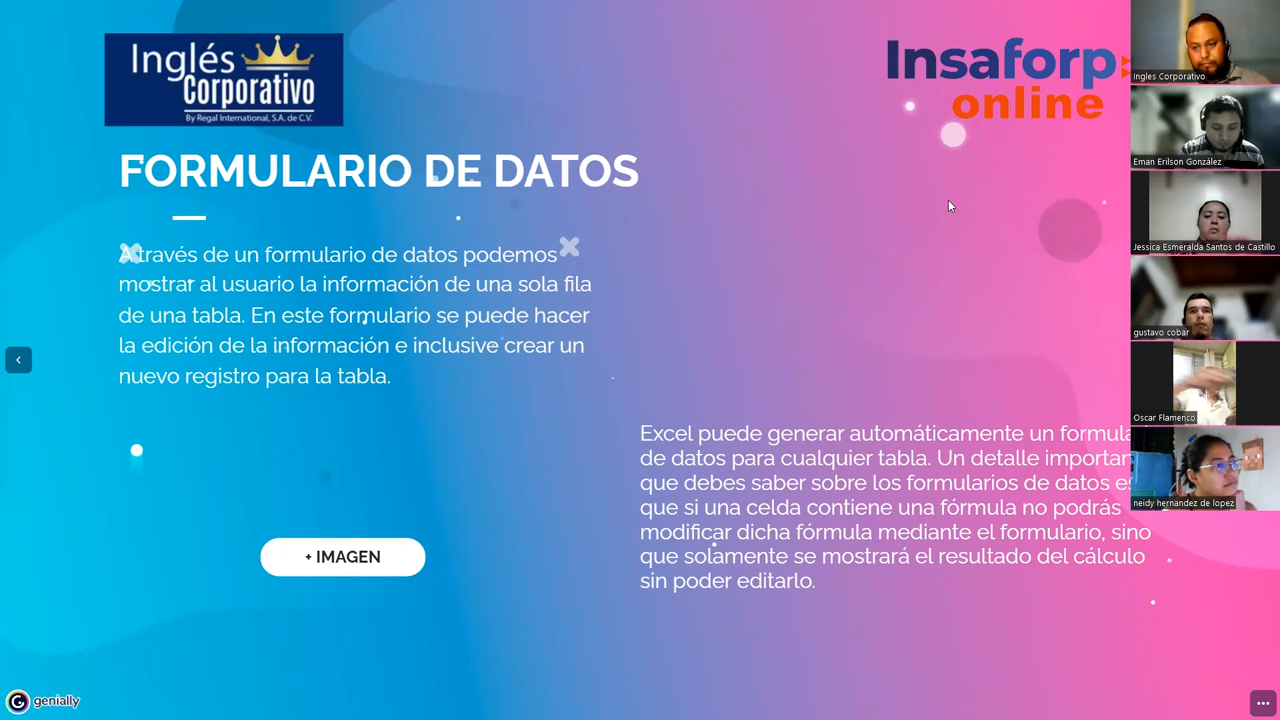 Inglés
Corporativo
By Regal International, S.A. de C.V.
Insaforp
online
FORMULARIO DE DATOS
A través de un formulario de datos podemos
mostrar al usuario la información de una sola fila
de una tabla. En este formulario se puede hacer
la edición de la información e inclusive crear un
nuevo registro para la tabla.
+ IMAGEN
Excel puede generar automáticamente un
de datos para cualquier tabla. Un detalle
que debes saber sobre los formularios de datos
que si una celda contiene una fórmula no podrás
modificar dicha fórmula mediante el formulario, sino
que solamente se mostrará el resultado del cálculo
sin poder editarlo.
genially
Ingles Corporativo
Eman Erilson González
Jessica Esmeralda Santos de Castillo
gustavo cobar
Oscar Flamenco
neidy hernandez de lopez